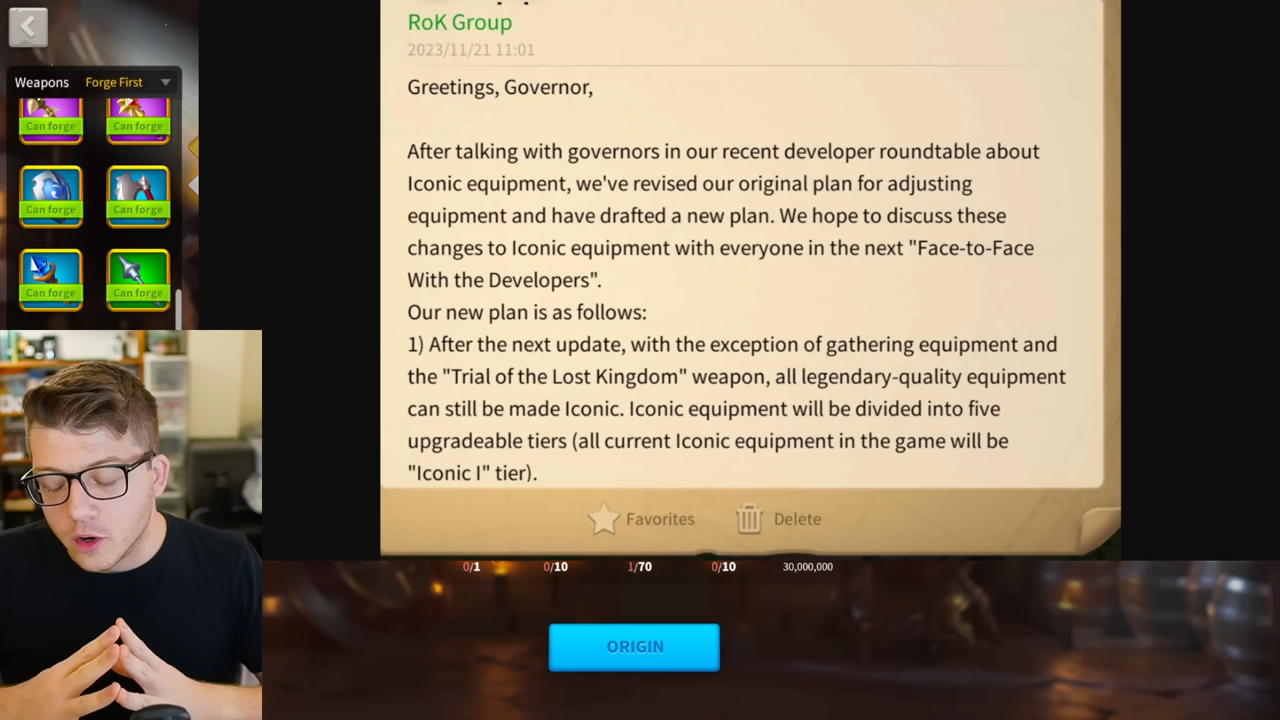 RoK Group
2023/11/21 11:01
Greetings, Governor,
After talking with governors in our recent developer roundtable about
Iconic equipment, we've revised our original plan for adjusting
equipment and have drafted a new plan. We hope to discuss these
changes to Iconic equipment with everyone in the next "Face-to-Face
With the Developers".
Our new plan is as follows:
1) After the next update, with the exception of gathering equipment and
the "Trial of the Lost Kingdom" weapon, all legendary-quality equipment
can still be made Iconic. Iconic equipment will be divided into five
upgradeable tiers (all current Iconic equipment in the game will be
"Iconic I" tier).
Favorites
Delete
Weapons Forge First
Can forge Can forge
Can forge Can forge
Can forge Can forge
0/1 0/10 1/70 0/10 30,000,000
ORIGIN